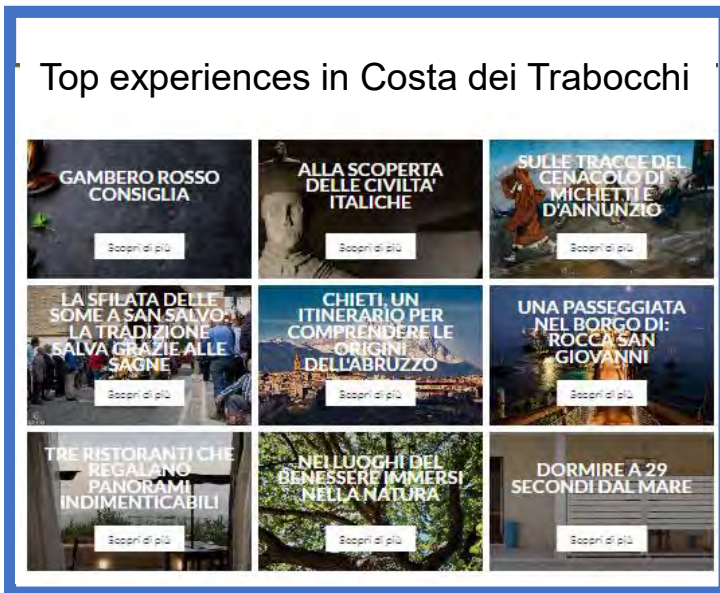 Top experiences in Costa dei Trabocchi
GAMBERO ROSSO
CONSIGLIA
Scopri di più
ALLA SCOPERTA
DELLE CIVILTA'
ITALICHE
Scopri di più
SULLE TRACCE DEL
CENACOLO DI
MICHETTI E
D'ANNUNZIO
Scopri di più
LA SFILATA DELLE
SOME A SAN SALVO:
LA TRADIZIONE
SALVA GRAZIE ALLE
SAGNE
Scopri di più
CHIETI, UN
ITINERARIO PER
COMPRENDERE LE
ORIGINI
DELL'ABRUZZO
Scopri di più
UNA PASSEGGIATA
NEL BORGO DI:
ROCCA SAN
GIOVANNI
Scopri di più
TRE RISTORANTI CHE
REGALANO
PANORAMI
INDIMENTICABILI
Scopri di più
NEI LUOGHI DEL
BENESSERE IMMERSI
NELLA NATURA
Scopri di più
DORMIRE A 29
SECONDI DAL MARE
Scopri di più